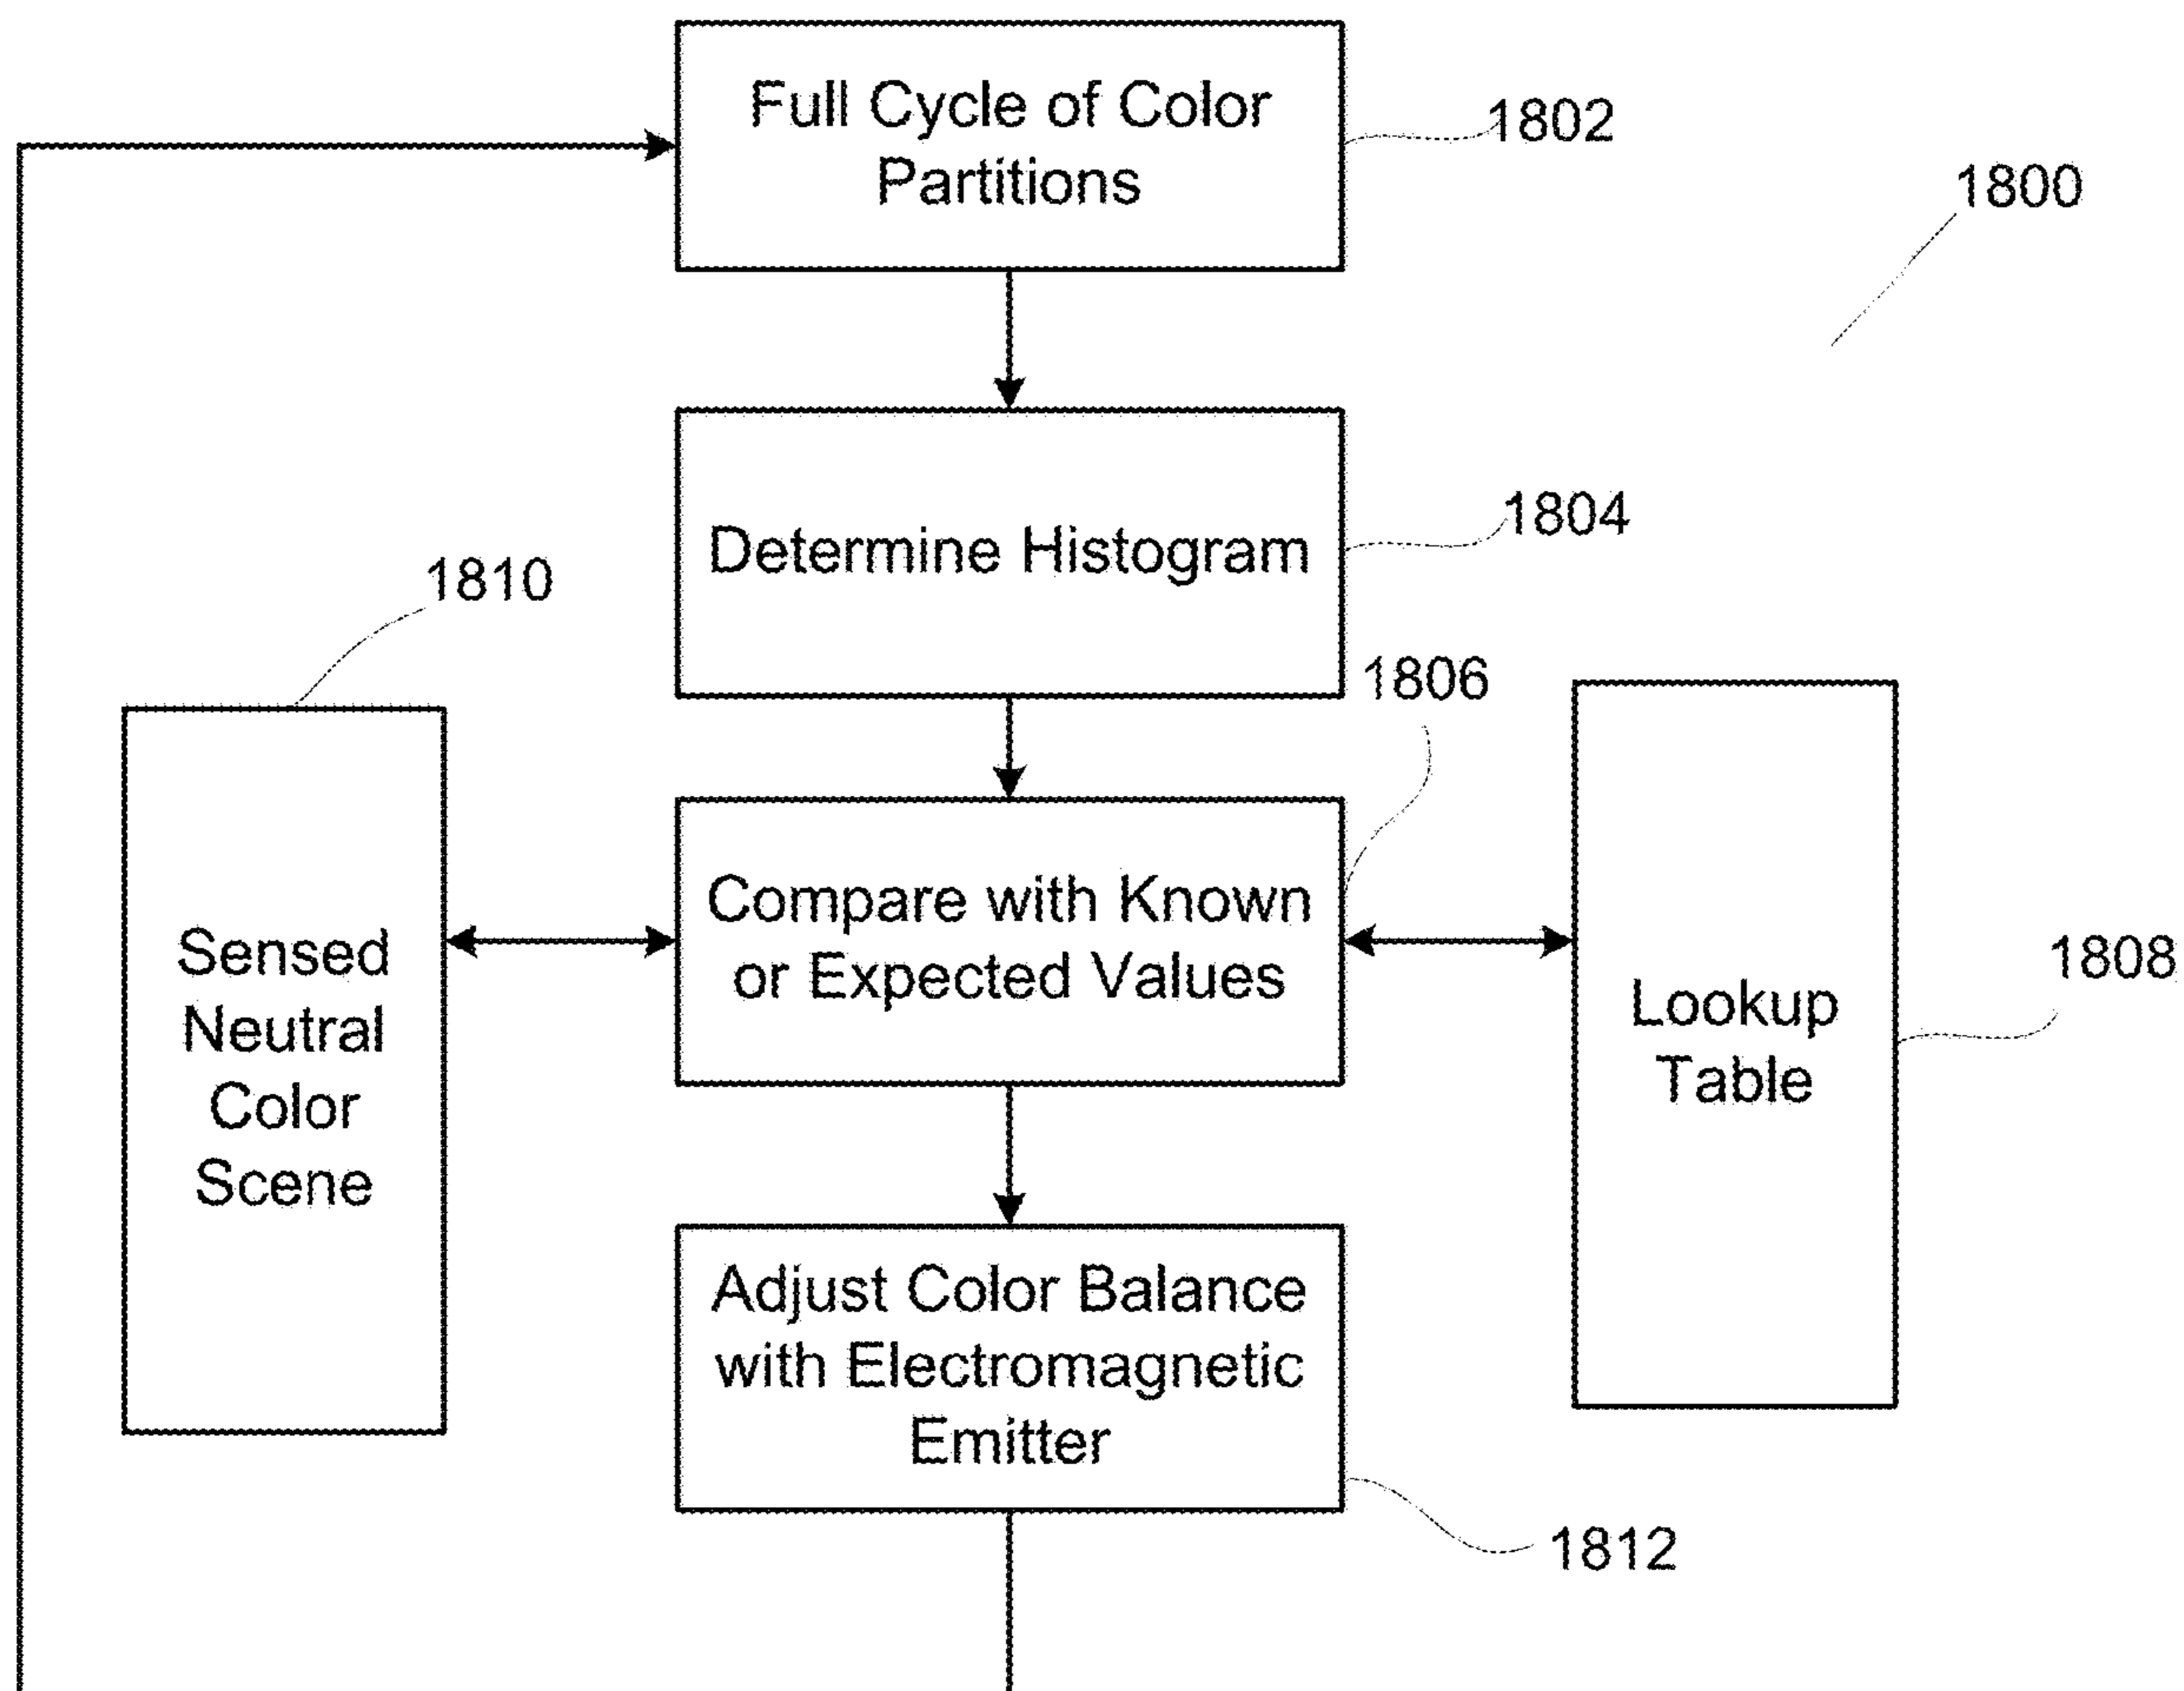 Full Cycle of Color
Partitions
1802
1800
Determine Histogram
1804
1810
1806
Sensed
Neutral
Color
Scene
Compare with Known
or Expected Values
Lookup
Table
1808
Adjust Color Balance
with Electromagnetic
Emitter
1812